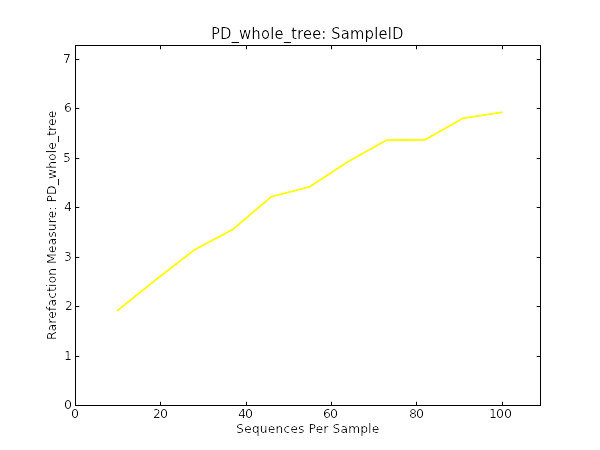 PD_whole_tree: SampleID
Rarefaction Measure: PD_whole_tree
7
6
5
4
3
2
1
0
0 20 40 60 80 100
Sequences Per Sample